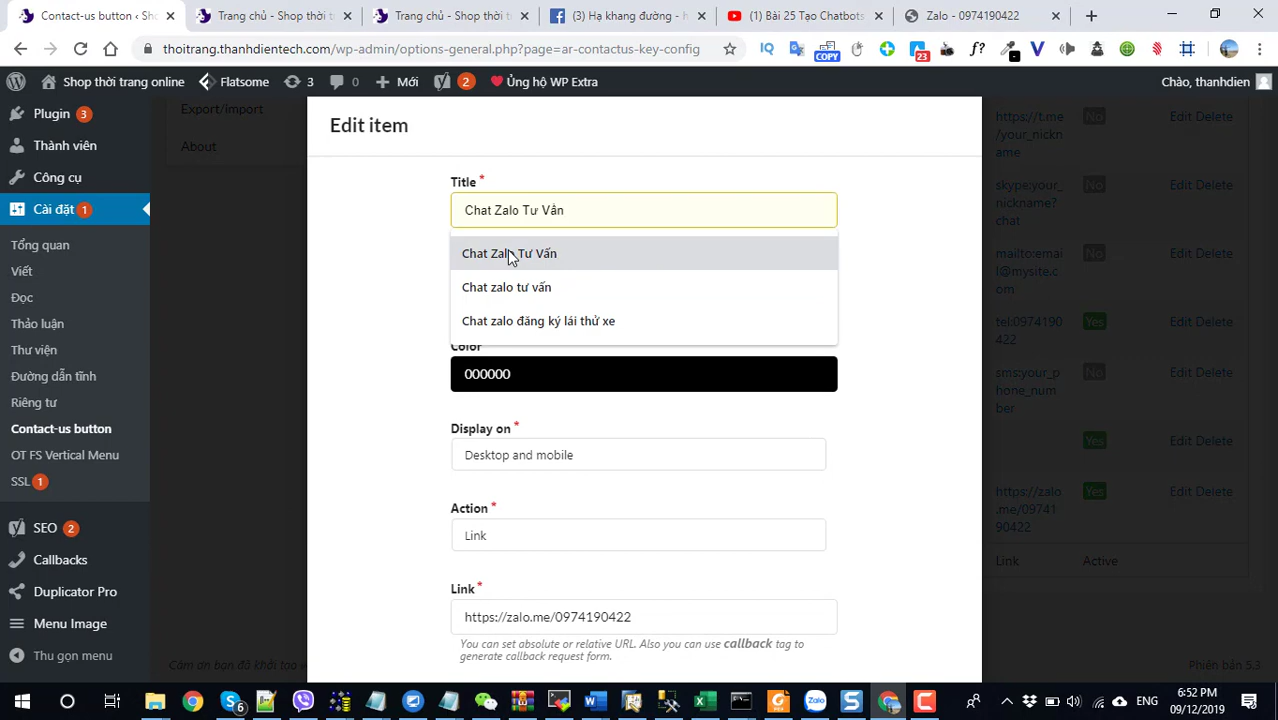 Contact-us button ‹ Sho
Trang chủ - Shop thời t
Trang chủ - Shop thời t
(3) Hạ khang đường - h
(1) Bài 25 Tạo Chatbots
Zalo - 0974190422
thoitrang.thanhdientech.com/wp-admin/options-general.php?page=ar-contactus-key-config
IQ
COPY
23
f?
V
Shop thời trang online
Flatsome
3
0
Mới
2
Ủng hộ WP Extra
Chào, thanhdien
Plugin 3
Thành viên
Công cụ
Cài đặt 1
Tổng quan
Viết
Đọc
Thảo luận
Thư viện
Đường dẫn tĩnh
Riêng tư
Contact-us button
OT FS Vertical Menu
SSL 1
SEO 2
Callbacks
Duplicator Pro
Menu Image
Thu gọn menu
Export/import
About
Edit item
Title *
Chat Zalo Tư Vấn
Chat Zalo Tư Vấn
Chat zalo tư vấn
Chat zalo đăng ký lái thử xe
Color
000000
Display on *
Desktop and mobile
Action *
Link
Link *
https://zalo.me/0974190422
You can set absolute or relative URL. Also you can use callback tag to
generate callback request form.
https://t.me
/your_nickn
ame
No
Edit Delete
skype:your_
nickname?
chat
No
Edit Delete
mailto:emai
l@mysite.c
om
No
Edit Delete
tel:0974190
422
Yes
Edit Delete
sms:your_p
hone_num
ber
No
Edit Delete
Yes
Edit Delete
https://zalo
.me/09741
90422
Yes
Edit Delete
Link
Active
Cám ơn bạn đã khởi tạo v
Phiên bản 5.3
6
Zalo
S
ENG
6:52 PM
09/12/2019